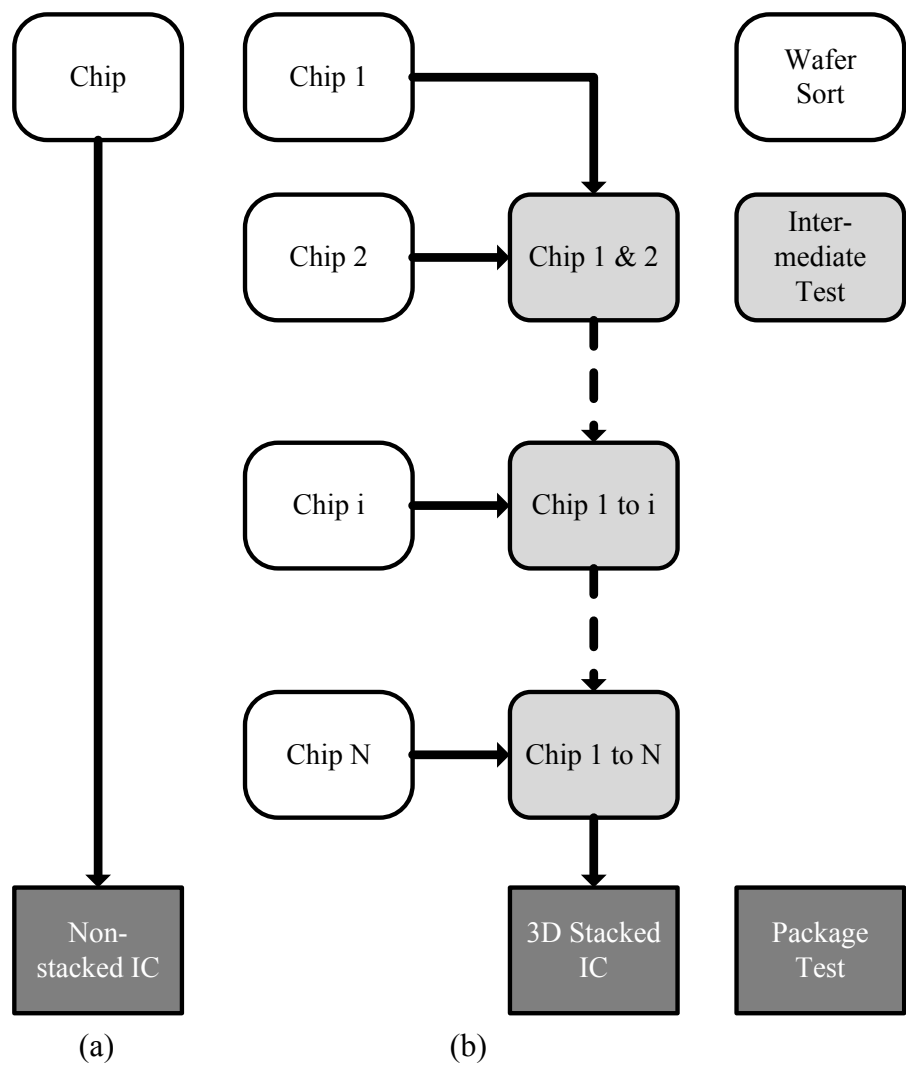 Chip
Chip 1
Wafer
Sort
Chip 2
Chip 1 & 2
Inter-
mediate
Test
Chip i
Chip 1 to i
Chip N
Chip 1 to N
Non-
stacked IC
3D Stacked
IC
Package
Test
(a)
(b)